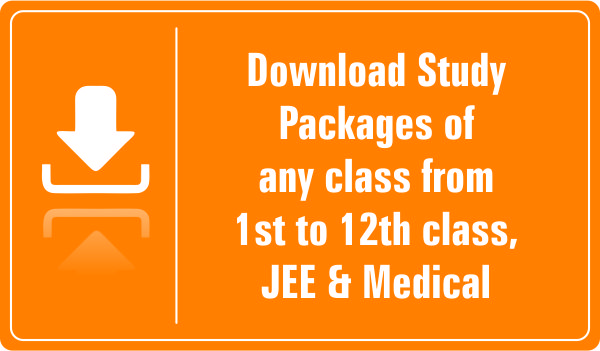 Download Study
Packages of
any class from
1st to 12th class,
JEE & Medical